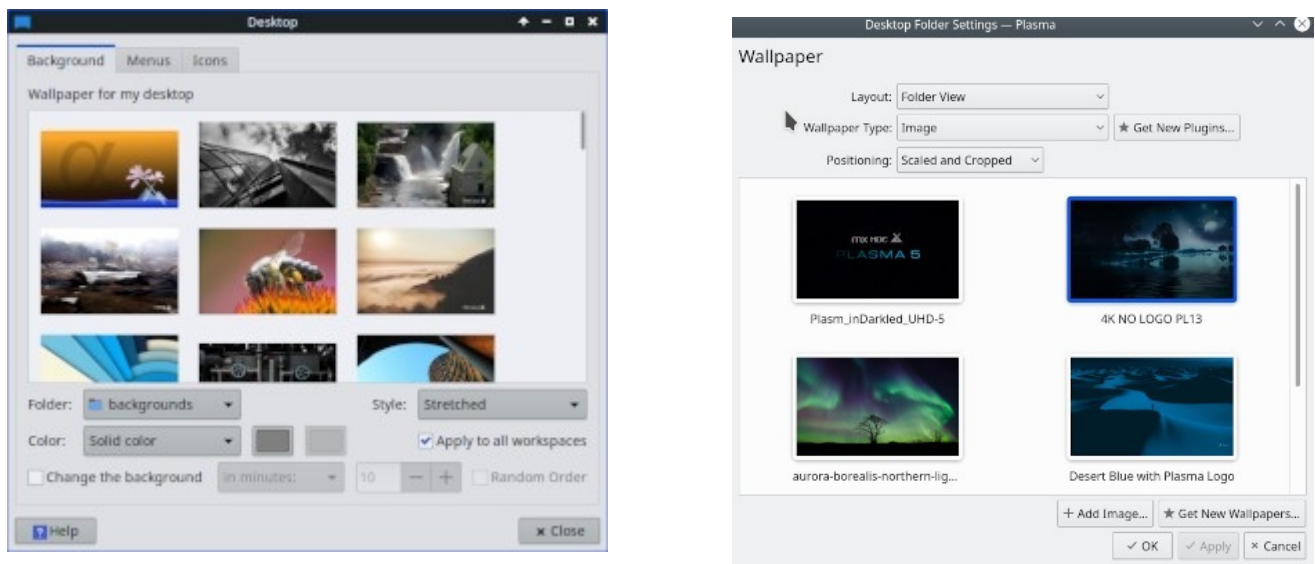 Desktop
Background Menus Icons
Wallpaper for my desktop
α
Folder: backgrounds Style: Stretched
Color: Solid color Apply to all workspaces
Change the background in minutes: 10 Random Order
? Help × Close
Desktop Folder Settings — Plasma
Wallpaper
Layout: Folder View
Wallpaper Type: Image ★ Get New Plugins...
Positioning: Scaled and Cropped
PLASMA 5
Plasm_inDarkled_UHD-5 4K NO LOGO PL13
aurora-borealis-northern-lig... Desert Blue with Plasma Logo
+ Add Image... ★ Get New Wallpapers...
✓ OK ✓ Apply × Cancel